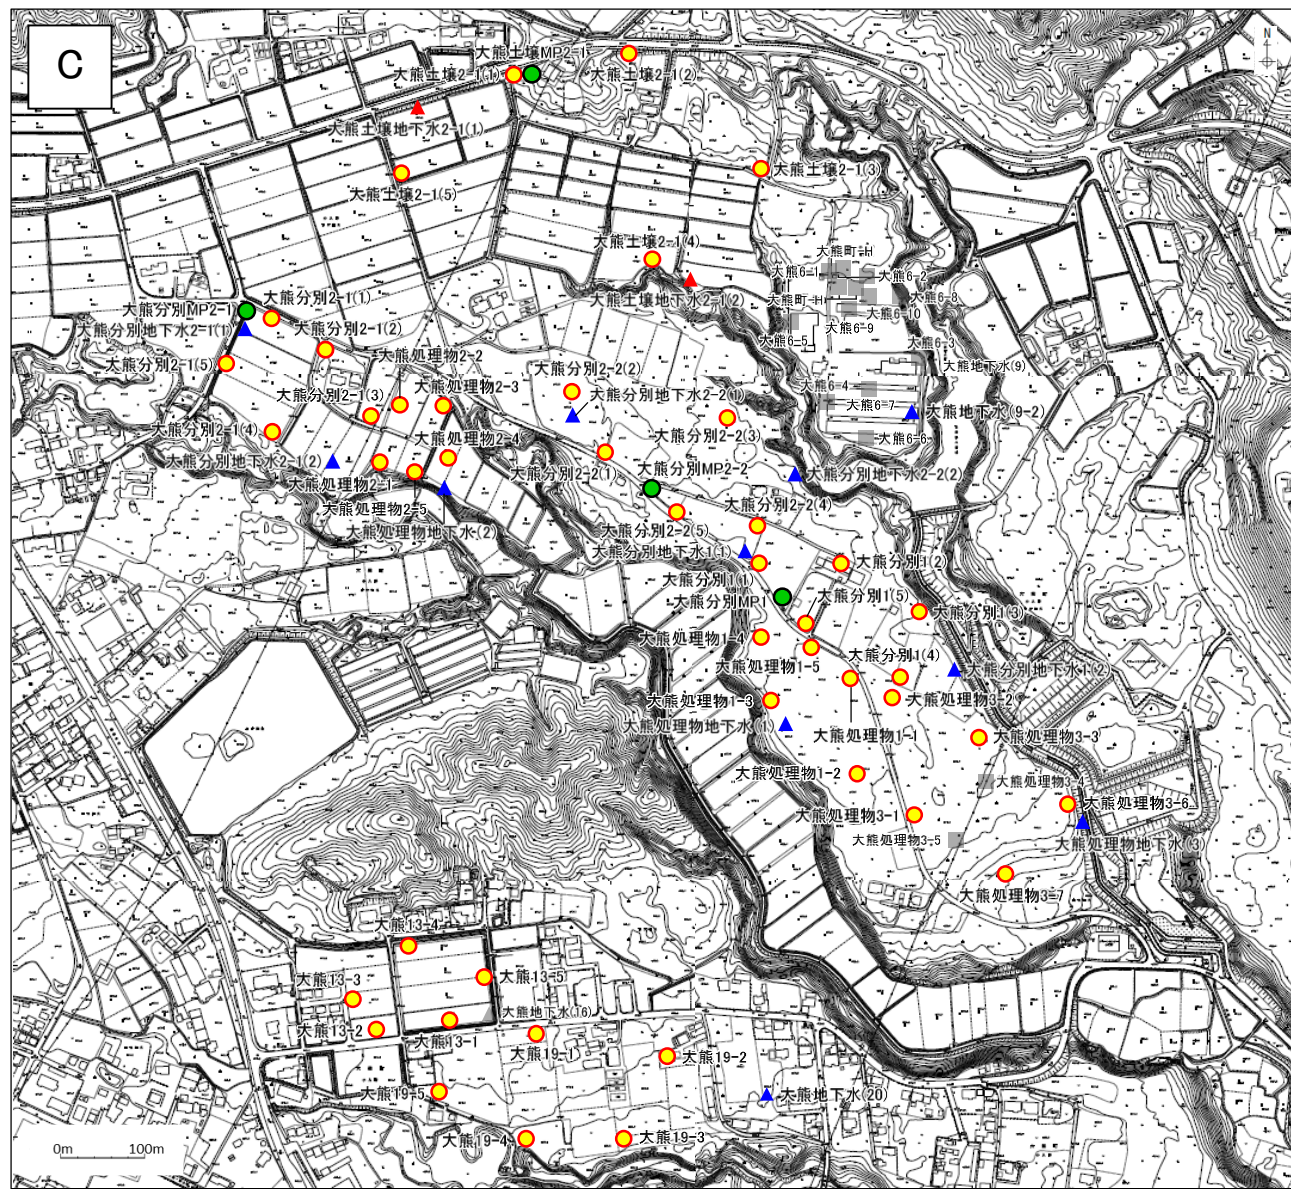 C
N
大熊土壌MP2-1
大熊土壌2-1(1)
大熊土壌2-1(2)
大熊土壌地下水2-1(1)
大熊土壌2-1(5)
大熊土壌2-1(3)
大熊土壌2-1(4)
大熊土壌地下水2-1(2)
大熊町-H
大熊6-1
大熊6-2
大熊町-H
大熊6-8
大熊6-10
大熊6-9
大熊6-5
大熊6-3
大熊地下水(9)
大熊6-4
大熊6-7
大熊地下水(9-2)
大熊6-6
大熊分別MP2-1
大熊分別2-1(1)
大熊分別地下水2-1(1)
大熊分別2-1(2)
大熊分別2-1(5)
大熊処理物2-2
大熊分別2-1(3)
大熊処理物2-3
大熊分別2-2(2)
大熊分別地下水2-2(1)
大熊分別2-1(4)
大熊処理物2-4
大熊分別2-2(3)
大熊分別地下水2-1(2)
大熊処理物2-1
大熊分別2-2(1)
大熊分別MP2-2
大熊分別地下水2-2(2)
大熊処理物2-5
大熊処理物地下水(2)
大熊分別2-2(4)
大熊分別2-2(5)
大熊分別地下水1(1)
大熊分別1(2)
大熊分別1(1)
大熊分別MP1
大熊分別1(5)
大熊分別1(3)
大熊処理物1-4
大熊処理物1-5
大熊分別1(4)
大熊分別地下水1(2)
大熊処理物1-3
大熊処理物3-2
大熊処理物地下水(1)
大熊処理物1-1
大熊処理物3-3
大熊処理物1-2
大熊処理物3-4
大熊処理物3-6
大熊処理物3-1
大熊処理物3-5
大熊処理物地下水(3)
大熊処理物3-7
大熊13-4
大熊13-5
大熊13-3
大熊地下水(16)
大熊13-2
大熊13-1
大熊19-1
大熊19-2
大熊19-5
大熊地下水(20)
大熊19-4
大熊19-3
0m 100m